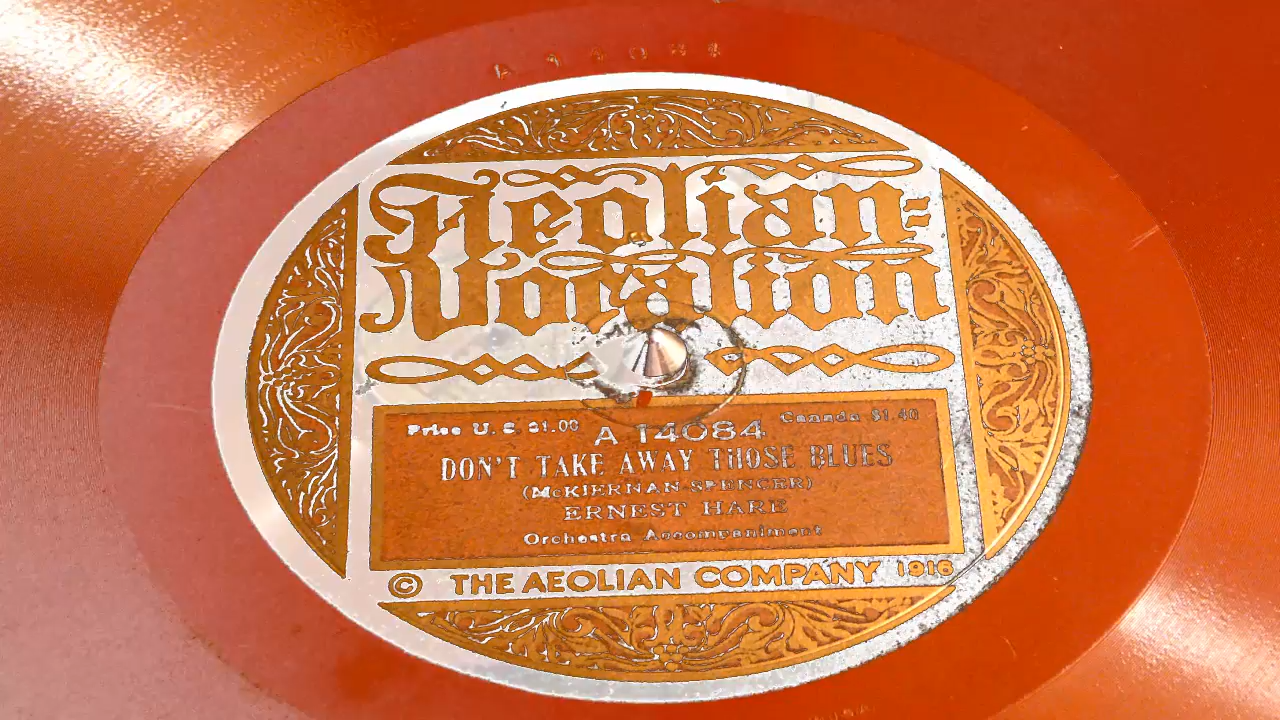 Aeolian=
Vocalion
Price U. S. $1.00 A 14084 Canada $1.40
DON'T TAKE AWAY THOSE BLUES
(McKIERNAN-SPENCER)
ERNEST HARE
Orchestra Accompaniment
© THE AEOLIAN COMPANY 1916